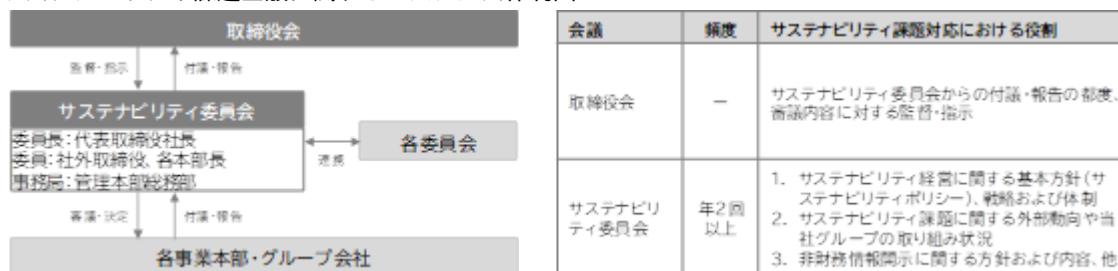 取締役会
監督・指示
付議・報告
サステナビリティ委員会
委員長：代表取締役社長
委員：社外取締役、各本部長
事務局：管理本部総務部
連携
各委員会
審議・決定
付議・報告
各事業本部・グループ会社
会議 頻度 サステナビリティ課題対応における役割
取締役会 － サステナビリティ委員会からの付議・報告の都度、
審議内容に対する監督・指示
サステナビリ
ティ委員会
年2回
以上
1. サステナビリティ経営に関する基本方針（サ
ステナビリティポリシー）、戦略および体制
2. サステナビリティ課題に関する外部動向や当
社グループの取り組み状況
3. 非財務情報開示に関する方針および内容、他